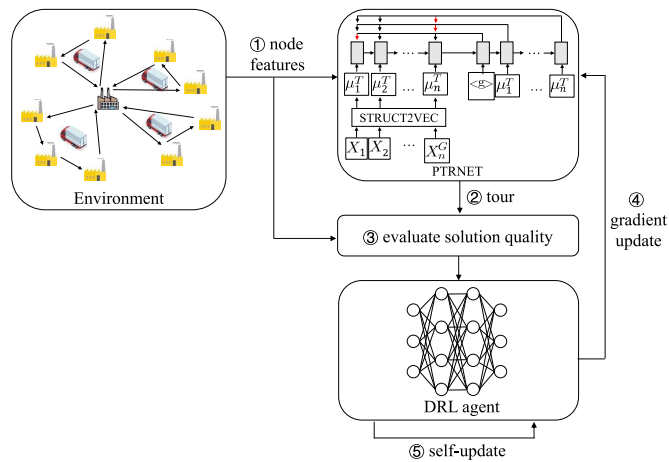 ① node
features
Environment
... ...
μ₁ᵀ μ₂ᵀ ... μₙᵀ <g> μ₁ᵀ ... μₙᵀ
STRUCT2VEC
X₁ X₂ ... Xₙᴳ
PTRNET
② tour
③ evaluate solution quality
④
gradient
update
DRL agent
⑤ self-update